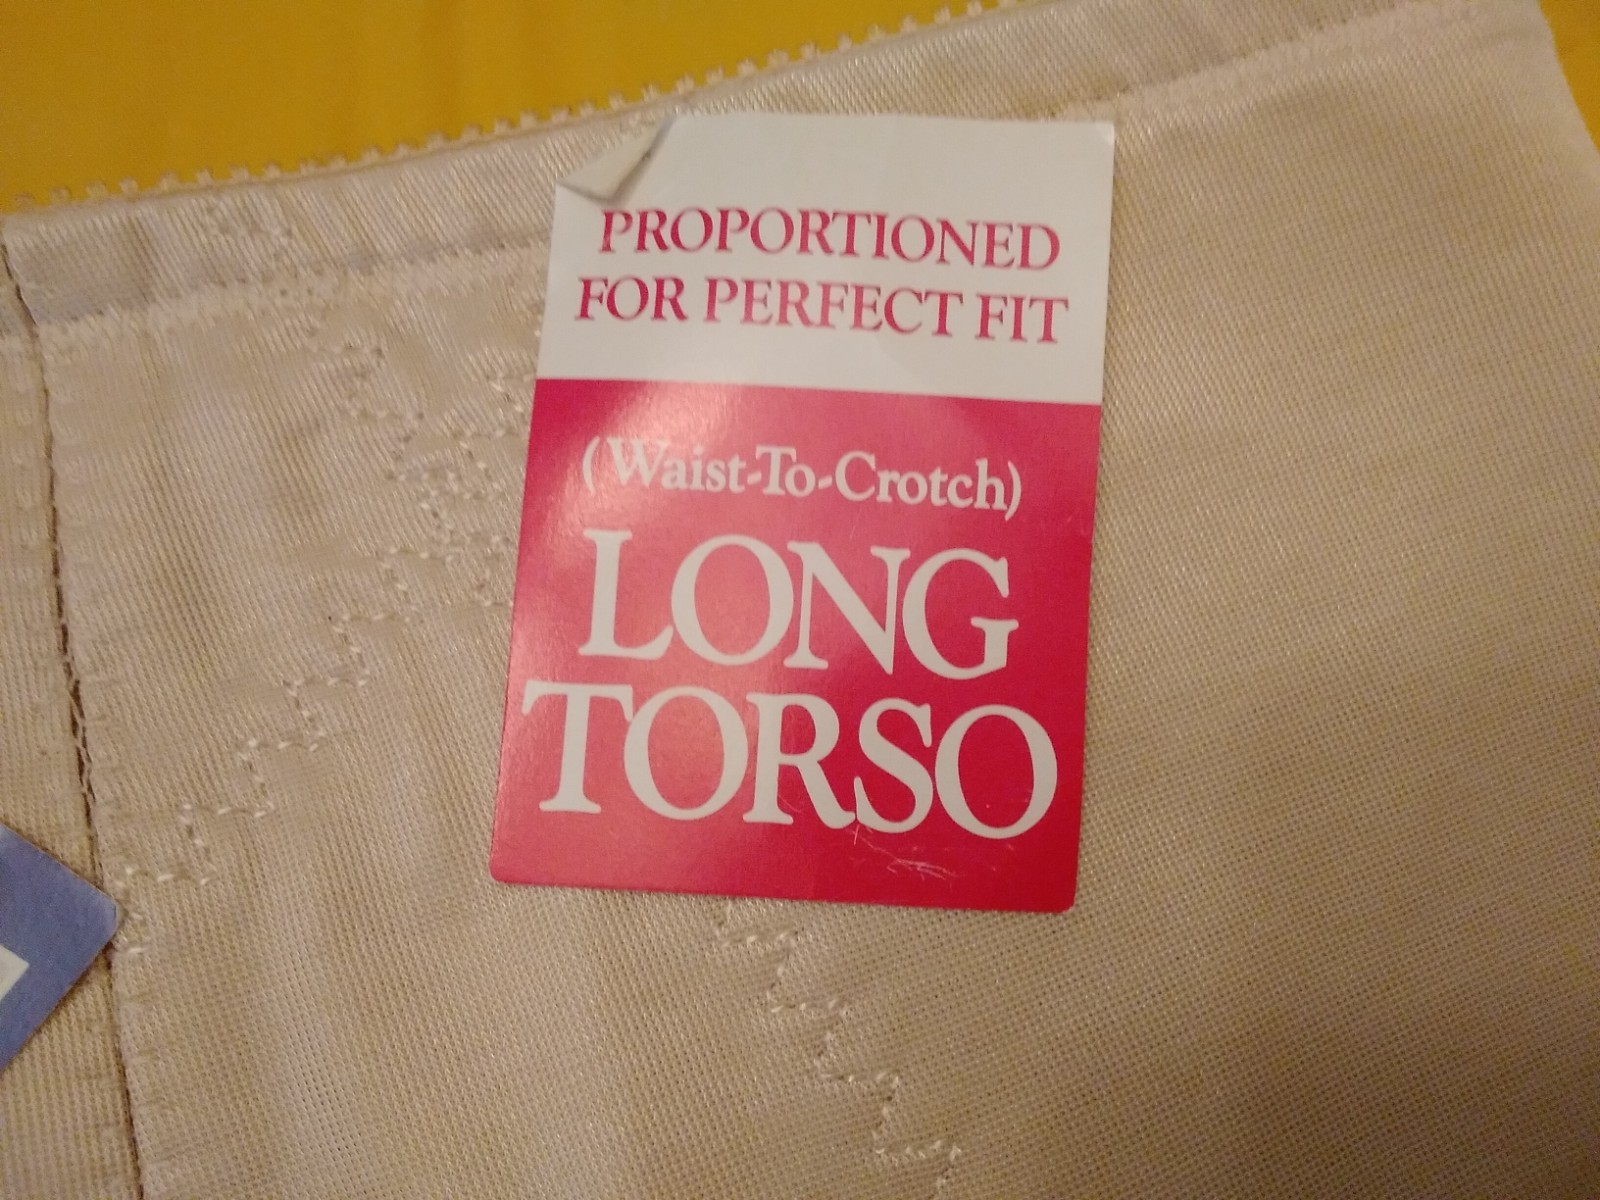 PROPORTIONED
FOR PERFECT FIT
(Waist-To-Crotch)
LONG
TORSO